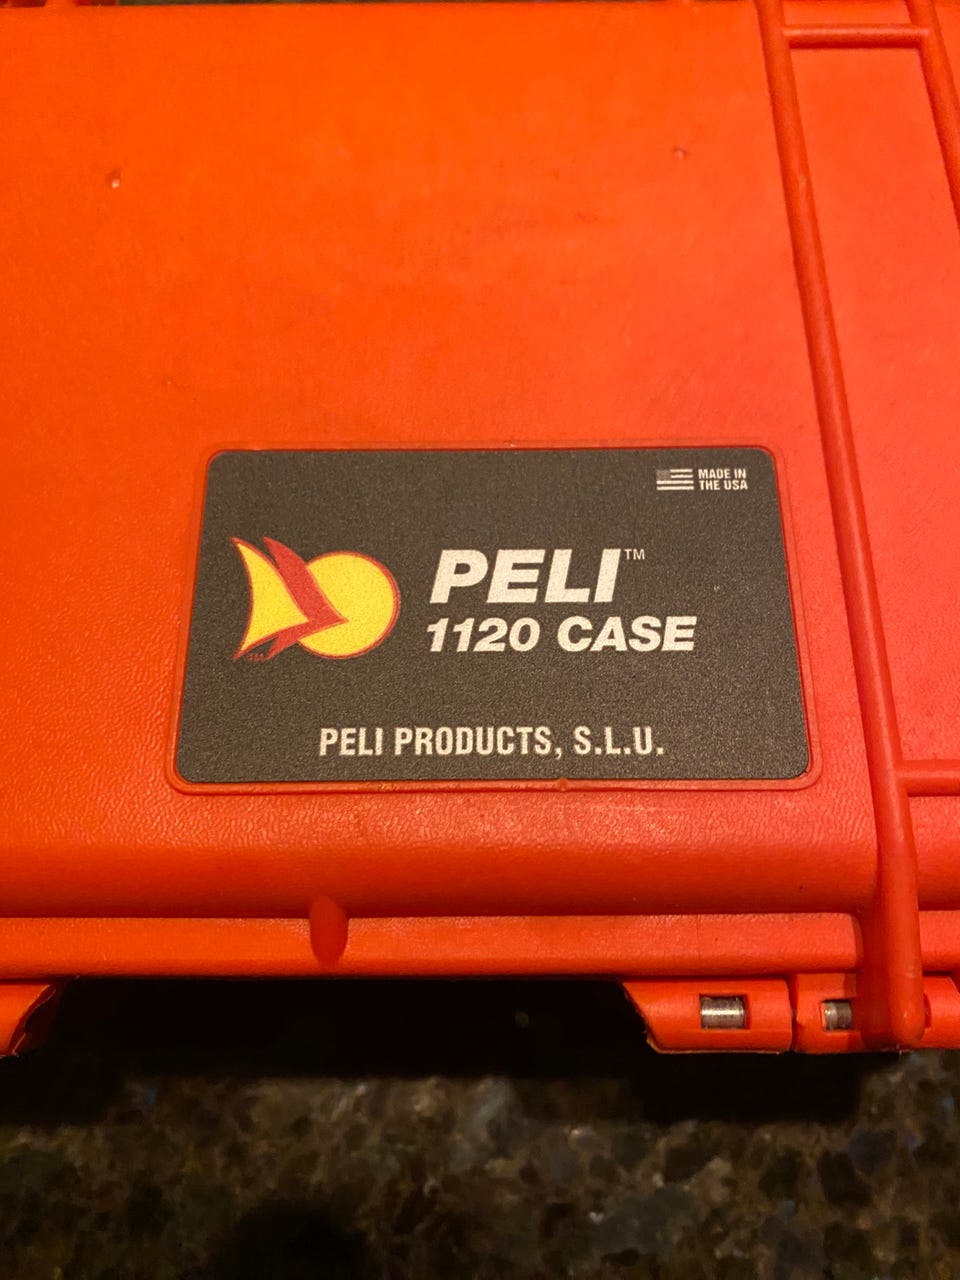 MADE IN
THE USA
PELI™
1120 CASE
PELI PRODUCTS, S.L.U.